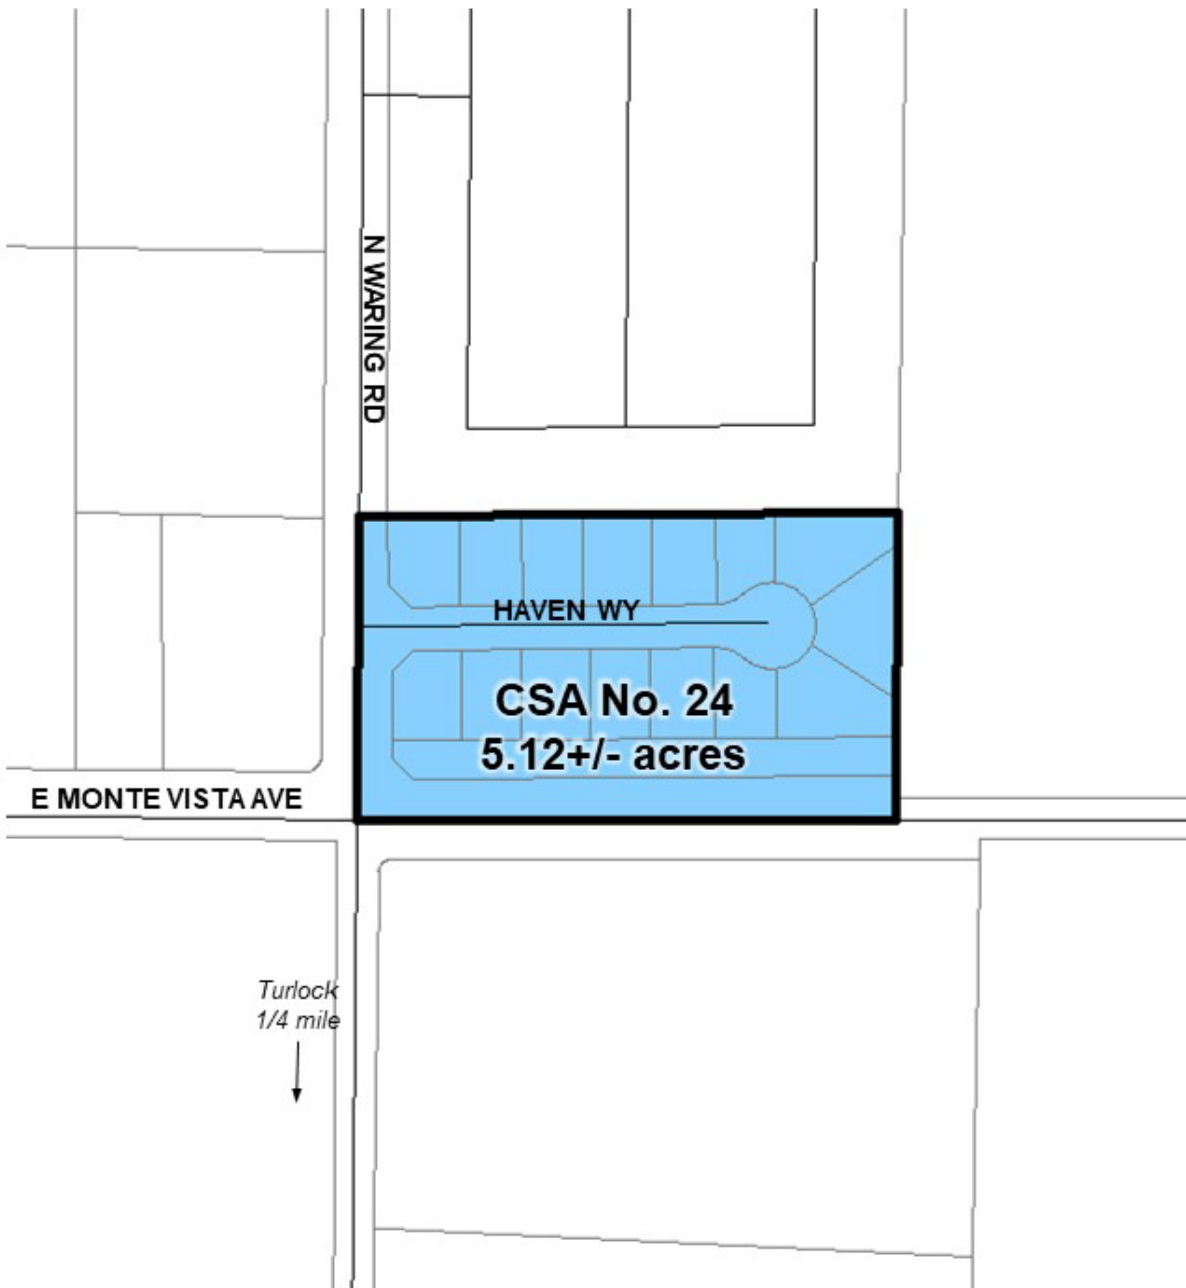 N WARING RD
HAVEN WY
CSA No. 24
5.12+/- acres
E MONTE VISTA AVE
Turlock
1/4 mile